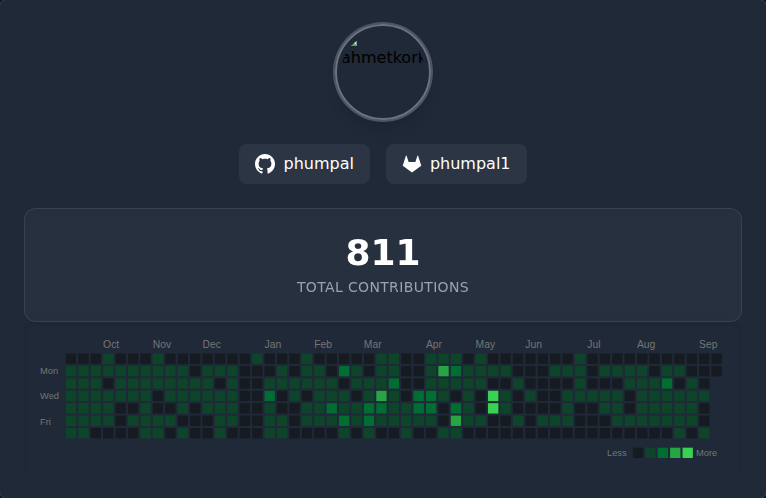 phumpal phumpal1
811
TOTAL CONTRIBUTIONS
Oct Nov Dec Jan Feb Mar Apr May Jun Jul Aug Sep
Mon
Wed
Fri
Less More